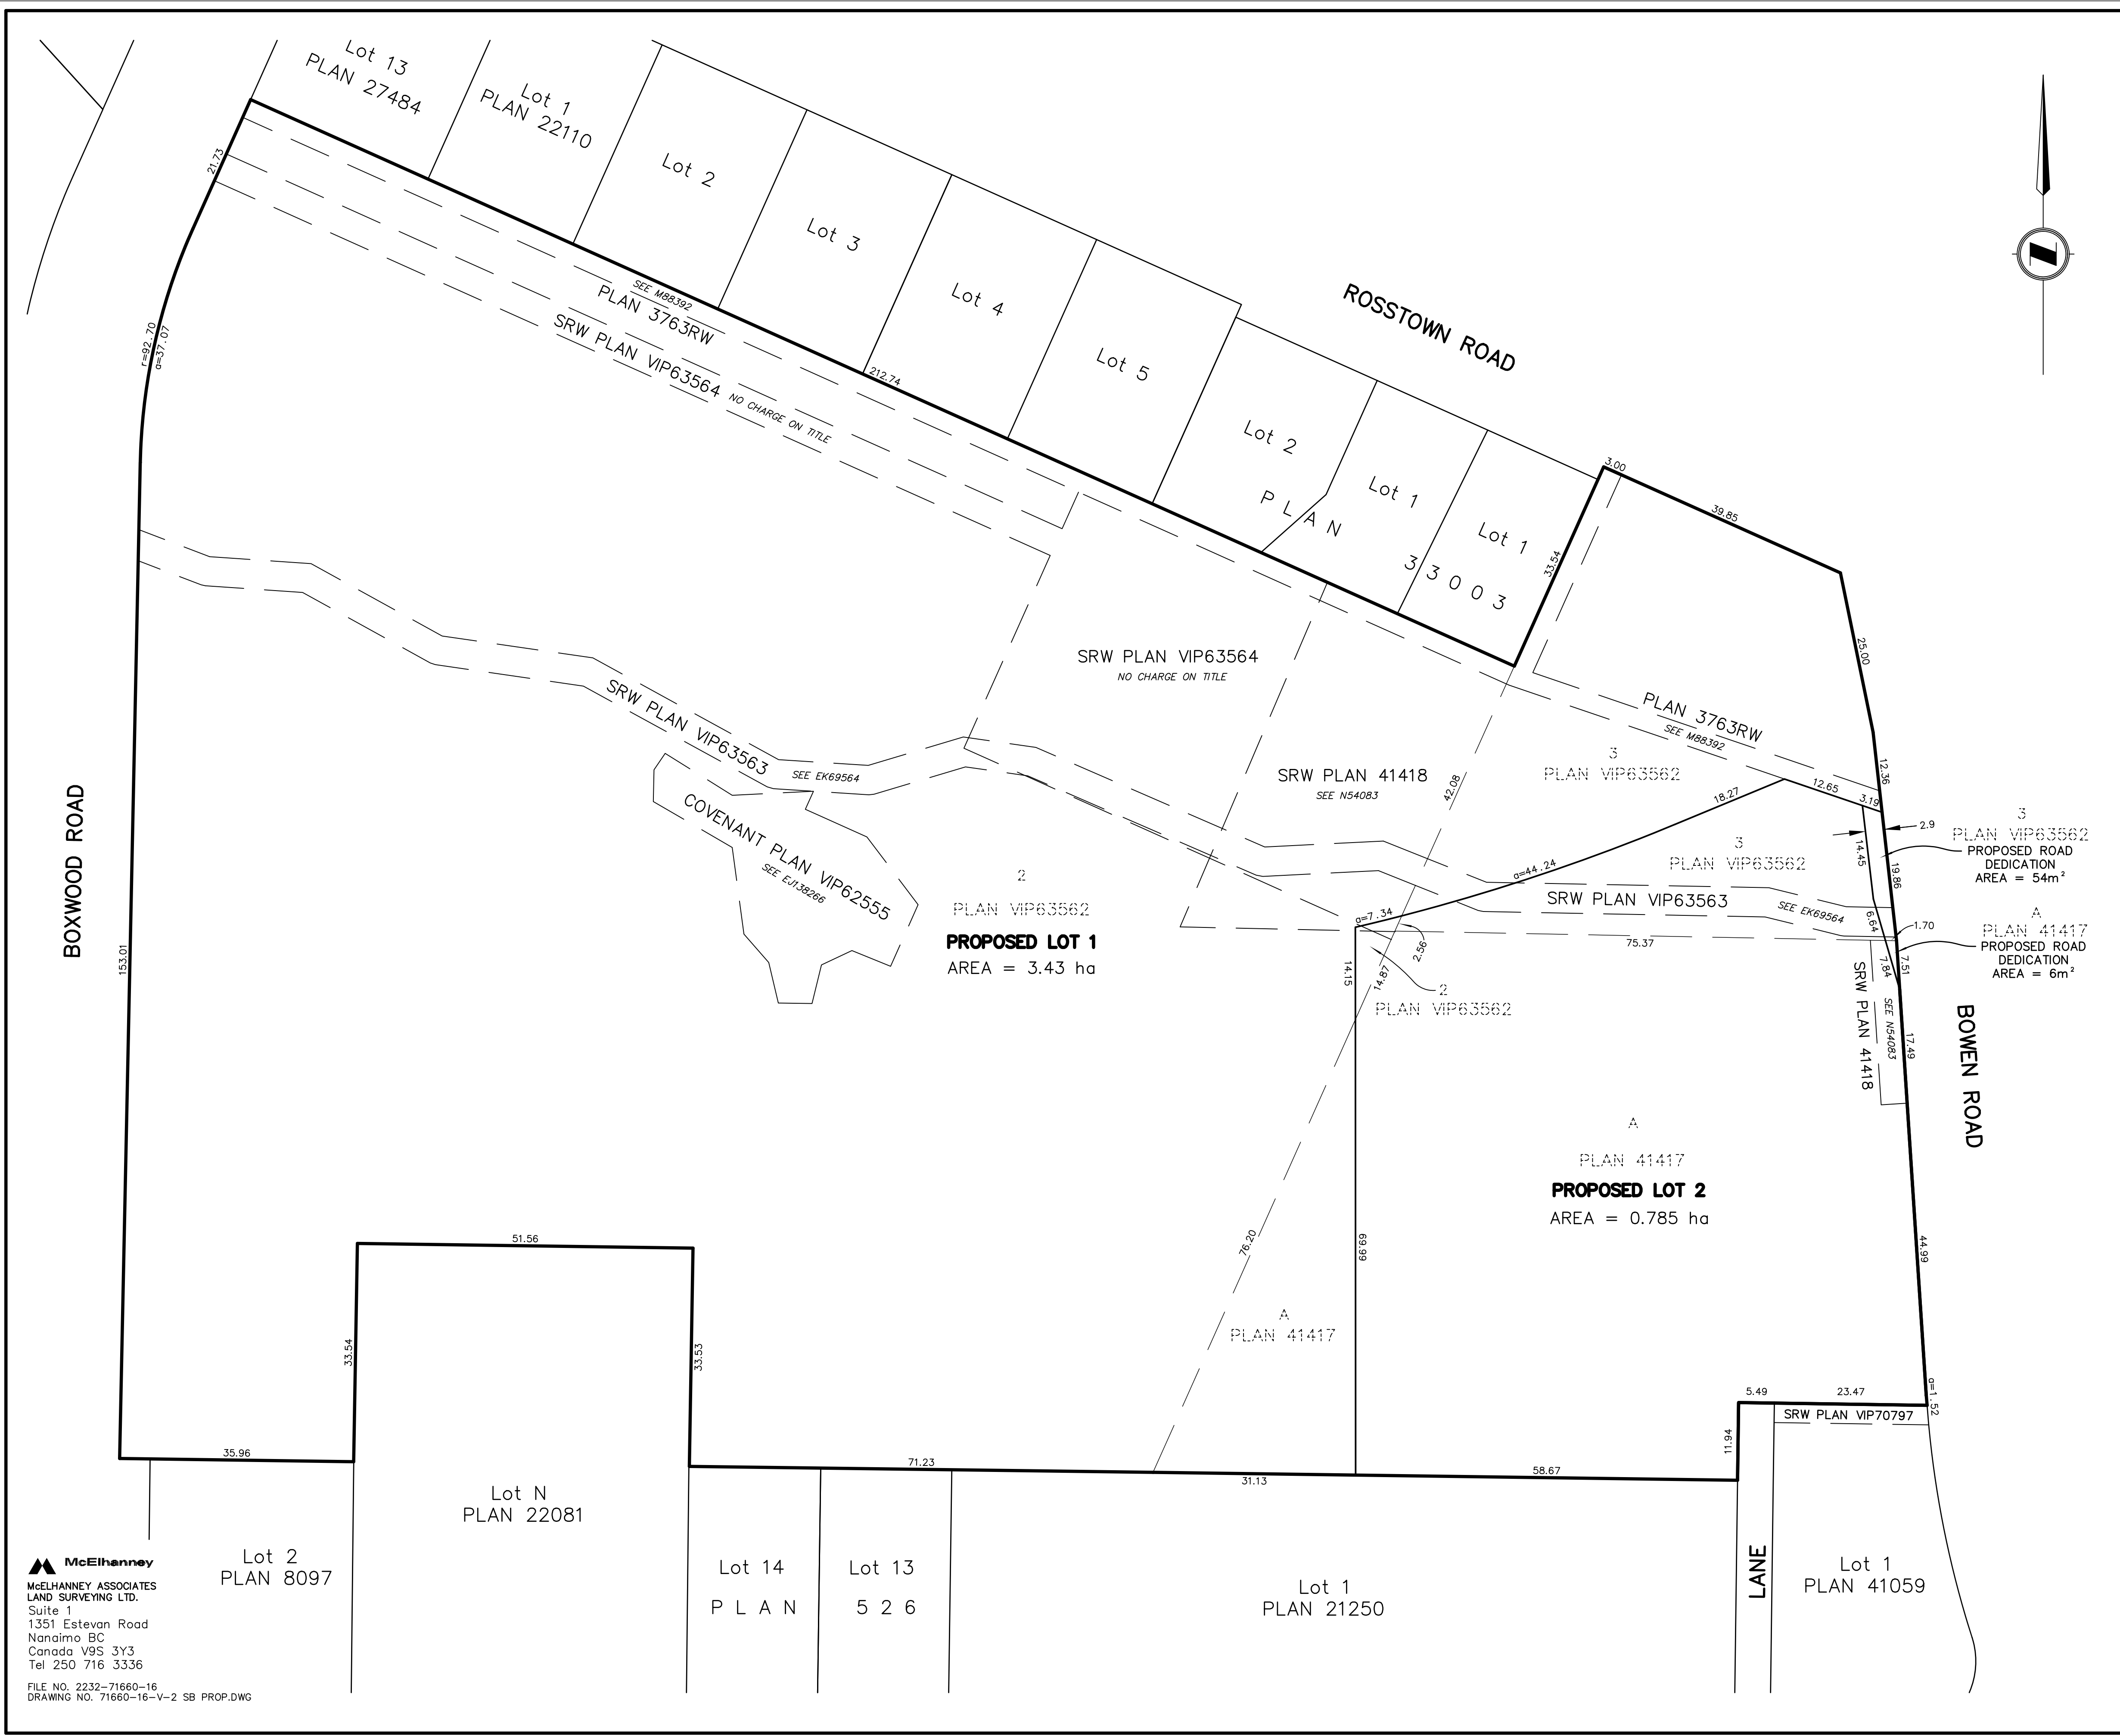 Lot 13
PLAN 27484
Lot 1
PLAN 22110
Lot 2
Lot 3
Lot 4
Lot 5
Lot 2
Lot 1
Lot 1
PLAN
33003
ROSSTOWN ROAD
21.73
r=92.70
a=37.07
SEE M88392
PLAN 3763RW
SRW PLAN VIP63564
NO CHARGE ON TITLE
212.74
3.00
39.85
33.54
25.00
12.36
SRW PLAN VIP63564
NO CHARGE ON TITLE
PLAN 3763RW
SEE M88392
3
PLAN VIP63562
SRW PLAN 41418
SEE N54083
42.08
18.27
12.65
3.19
2.9
3
PLAN VIP63562
PROPOSED ROAD
DEDICATION
AREA = 54m²
14.45
19.86
3
PLAN VIP63562
a=44.24
SRW PLAN VIP63563
SEE EK69564
SRW PLAN VIP63563
SEE EK69564
COVENANT PLAN VIP62555
SEE EJ138266
2
PLAN VIP63562
PROPOSED LOT 1
AREA = 3.43 ha
a=7.34
2.56
75.37
6.64
1.70
A
PLAN 41417
PROPOSED ROAD
DEDICATION
AREA = 6m²
7.84
7.51
14.15
14.87
2
PLAN VIP63562
SRW PLAN 41418
SEE N54083
17.49
BOXWOOD ROAD
153.01
BOWEN ROAD
A
PLAN 41417
PROPOSED LOT 2
AREA = 0.785 ha
76.20
69.99
44.99
51.56
33.54
33.53
A
PLAN 41417
a=1.52
5.49
23.47
SRW PLAN VIP70797
11.94
35.96
71.23
31.13
58.67
Lot N
PLAN 22081
Lot 2
PLAN 8097
Lot 14
Lot 13
PLAN
526
Lot 1
PLAN 21250
LANE
Lot 1
PLAN 41059
McElhanney
McELHANNEY ASSOCIATES
LAND SURVEYING LTD.
Suite 1
1351 Estevan Road
Nanaimo BC
Canada V9S 3Y3
Tel 250 716 3336
FILE NO. 2232-71660-16
DRAWING NO. 71660-16-V-2 SB PROP.DWG